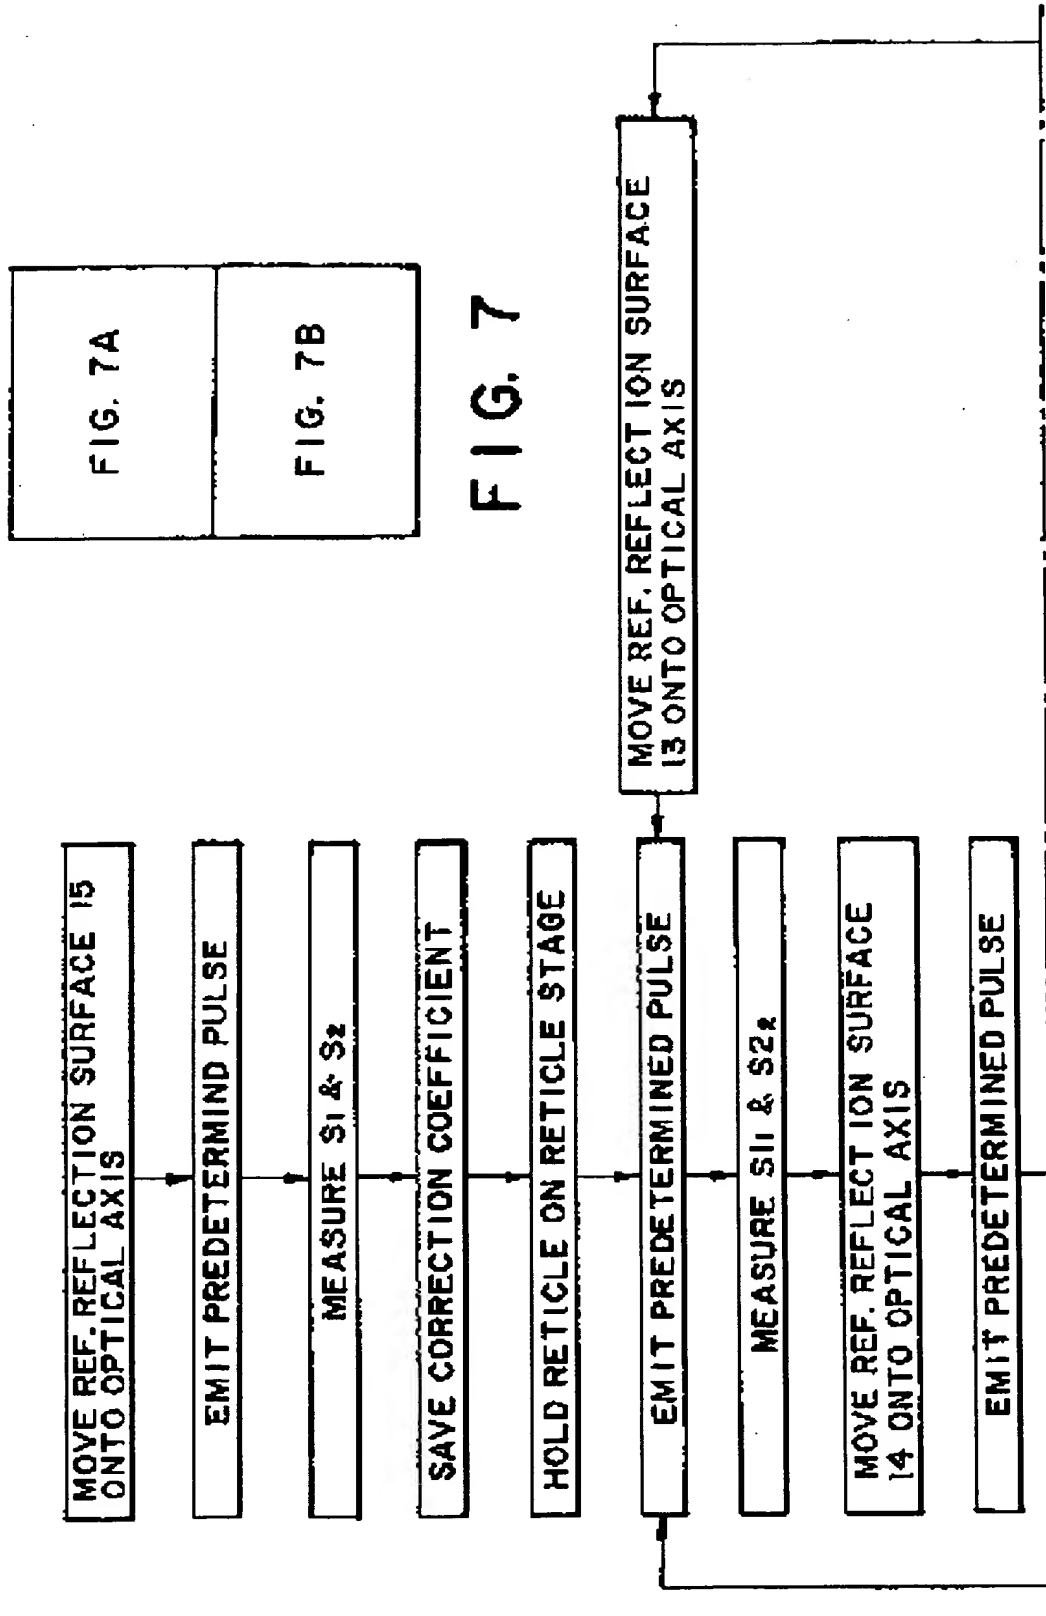 MOVE REF. REFLECTION SURFACE 15
ONTO OPTICAL AXIS
EMIT PREDETERMIND PULSE
MEASURE S1 & S2
SAVE CORRECTION COEFFICIENT
HOLD RETICLE ON RETICLE STAGE
EMIT PREDETERMINED PULSE
MEASURE S11 & S22
MOVE REF. REFLECTION SURFACE
14 ONTO OPTICAL AXIS
EMIT PREDETERMINED PULSE
MOVE REF. REFLECTION SURFACE
13 ONTO OPTICAL AXIS
FIG. 7A
FIG. 7B
FIG. 7